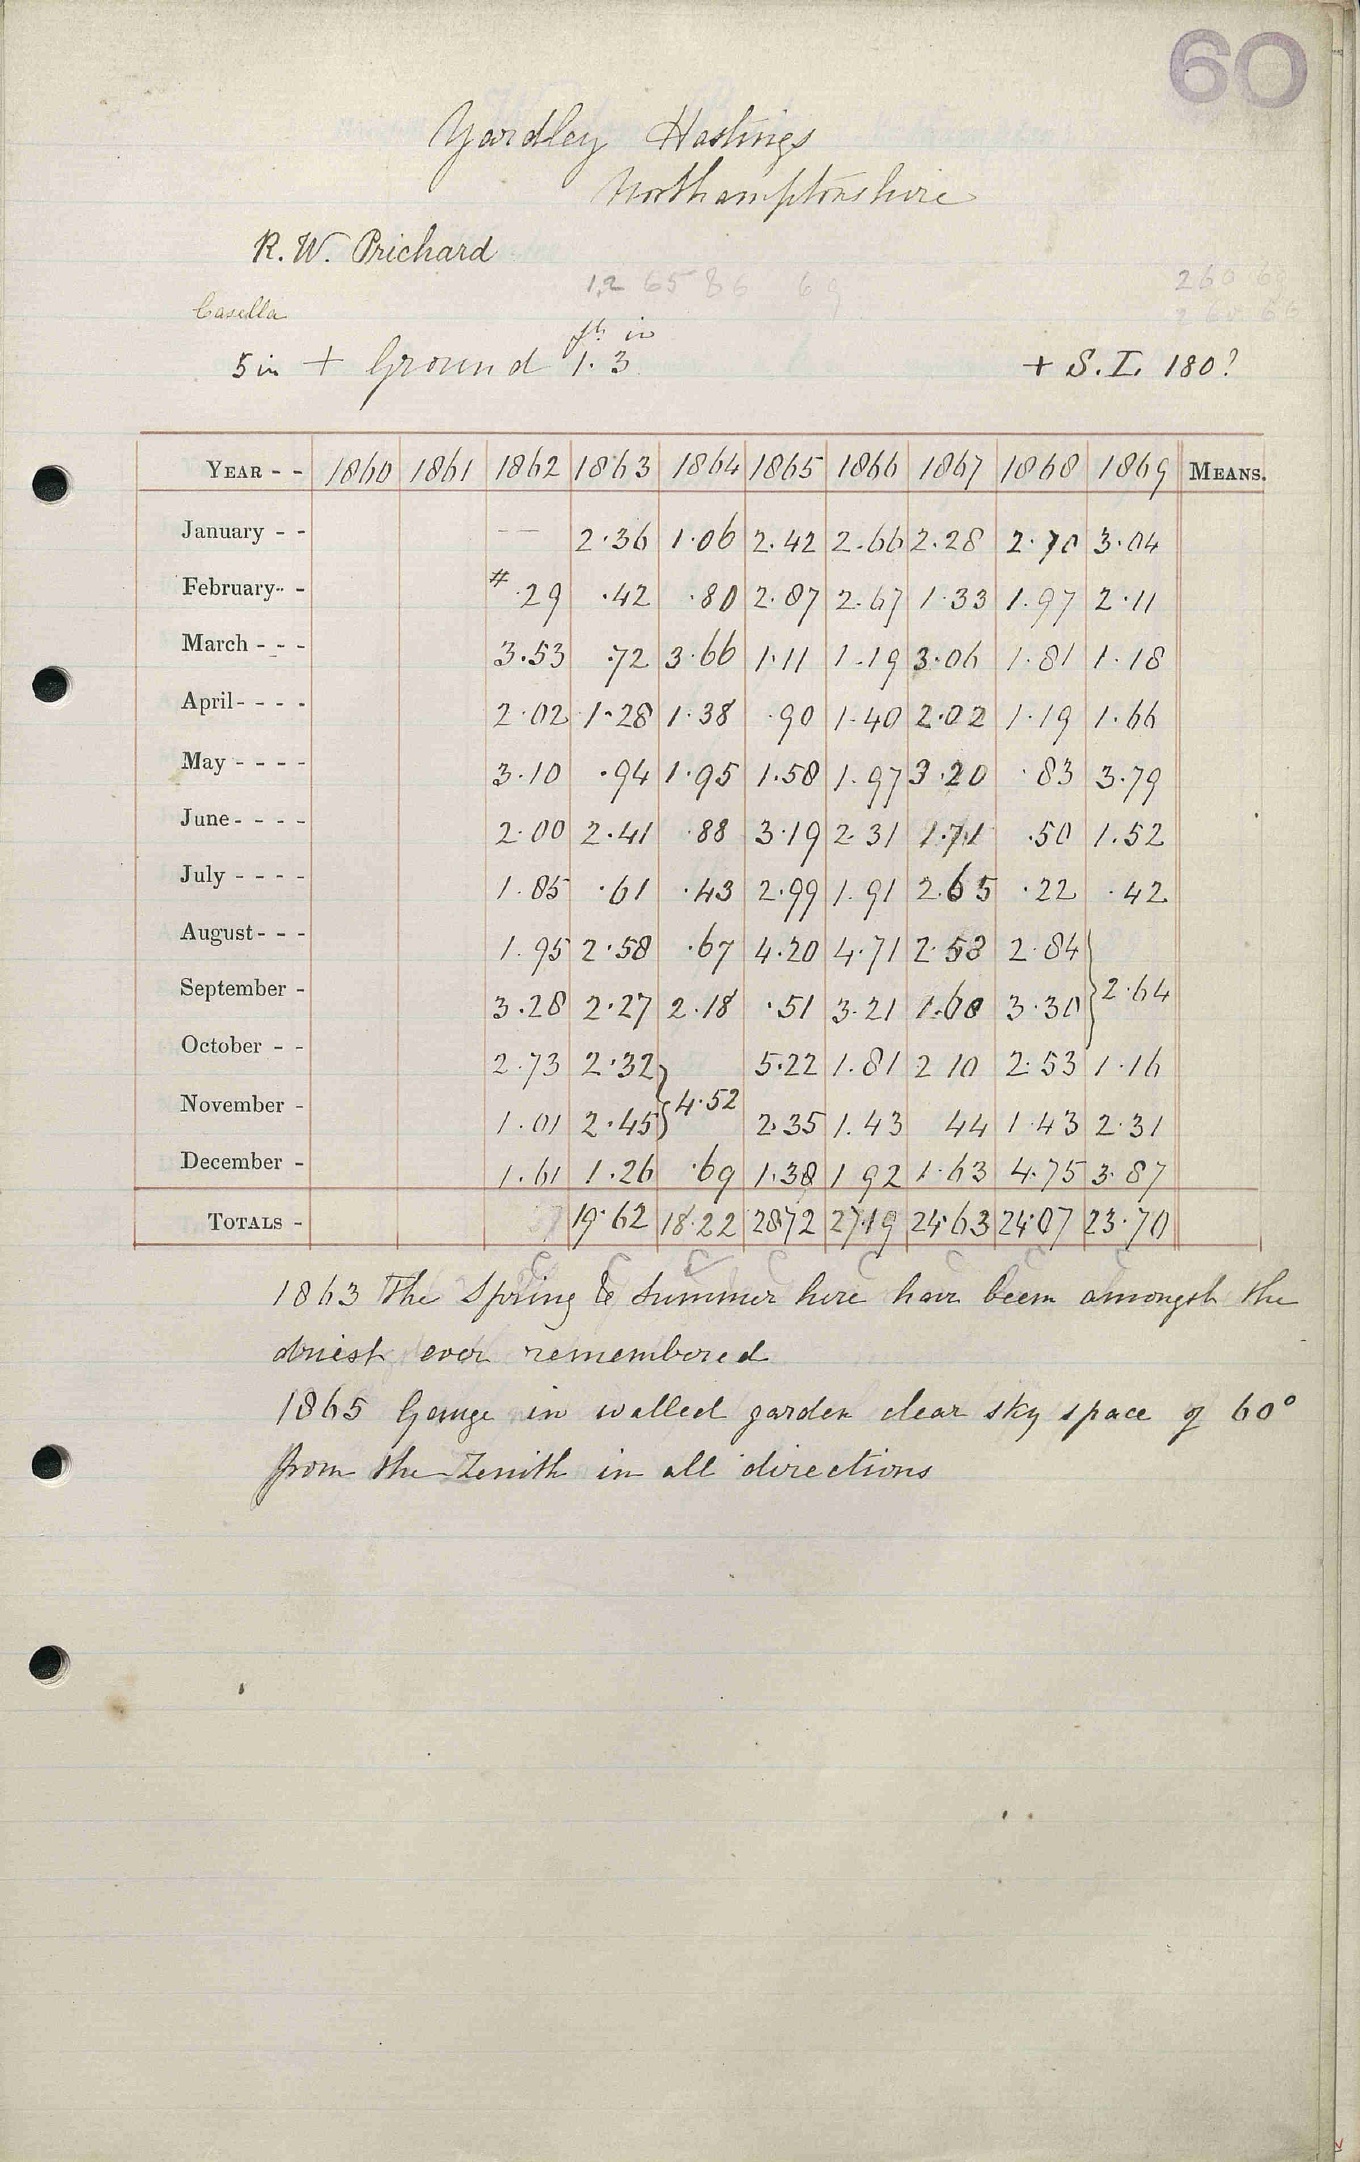 60
Yardley Hastings
Northamptonshire
R. W. Prichard
12 65 86 69
Casella
ft in
5 in + Ground 1. 3
+ S. L. 180?
YEAR - - 1860 1861 1862 1863 1864 1865 1866 1867 1868 1869 MEANS.
January - - — 2.36 1.06 2.42 2.66 2.28 2.70 3.04
February - - # .29 .42 .80 2.87 2.67 1.33 1.97 2.11
March - - - 3.53 .72 3.66 1.11 1.19 3.06 1.81 1.18
April - - - - 2.02 1.28 1.38 .90 1.40 2.02 1.19 1.66
May - - - - 3.10 .94 1.95 1.58 1.97 3.20 .83 3.79
June - - - - 2.00 2.41 .88 3.19 2.31 1.71 .50 1.52
July - - - - 1.85 .61 .43 2.99 1.91 2.65 .22 .42
August - - - 1.95 2.58 .67 4.20 4.71 2.53 2.84
September - 3.28 2.27 2.18 .51 3.21 1.68 3.30 2.64
October - - 2.73 2.32 5.22 1.81 2 10 2.53 1.16
November - 1.01 2.45 4.52 2.35 1.43 44 1.43 2.31
December - 1.61 1.26 .69 1.38 1 92 1.63 4.75 3.87
TOTALS - 19.62 18.22 28.72 27.19 24.63 24.07 23.70
1863 The Spring & Summer here have been amongst the
driest ever remembered
1865 Gauge in walled garden clear sky space of 60°
from the Zenith in all directions